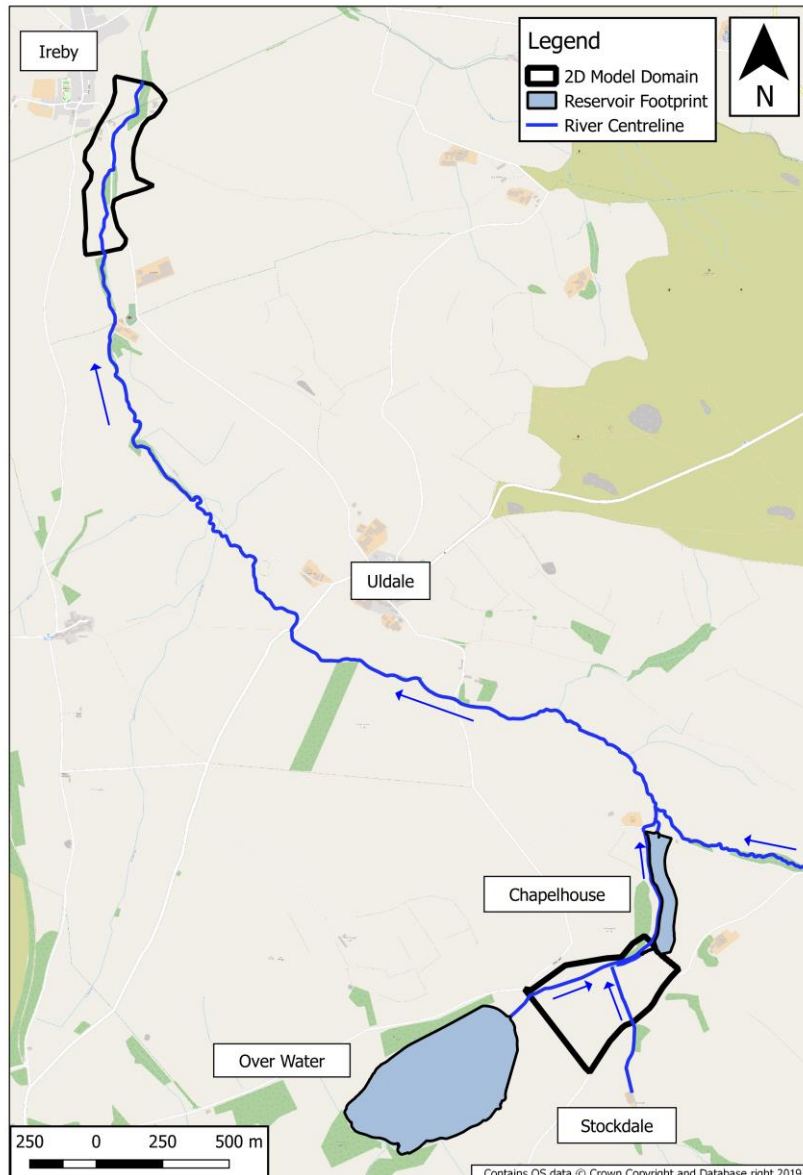 Ireby
Legend
2D Model Domain
Reservoir Footprint
River Centreline
N
Uldale
Chapelhouse
Over Water
Stockdale
250 0 250 500 m
Contains OS data © Crown Copyright and Database right 2019